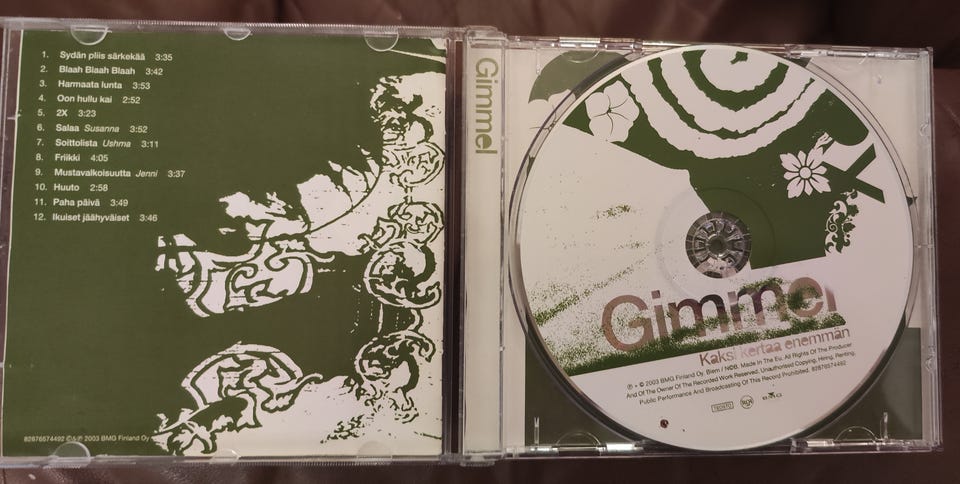 1. Sydän pliis särkekää 3:35
2. Blaah Blaah Blaah 3:42
3. Harmaata lunta 3:53
4. Oon hullu kai 2:52
5. 2X 3:23
6. Salaa Susanna 3:52
7. Soittolista Ushma 3:11
8. Friikki 4:05
9. Mustavalkoisuutta Jenni 3:37
10. Huuto 2:58
11. Paha päivä 3:49
12. Ikuiset jäähyväiset 3:46
82876574492 ©&℗ 2003 BMG Finland Oy
Gimmel
Gimmel
Kaksi kertaa enemmän
℗ + © 2003 BMG Finland Oy. Biem / NCB. Made In The Eu. All Rights Of The Producer
And Of The Owner Of The Recorded Work Reserved. Unauthorised Copying, Hiring, Renting,
Public Performance And Broadcasting Of This Record Prohibited. 82876574492
RCA BMG